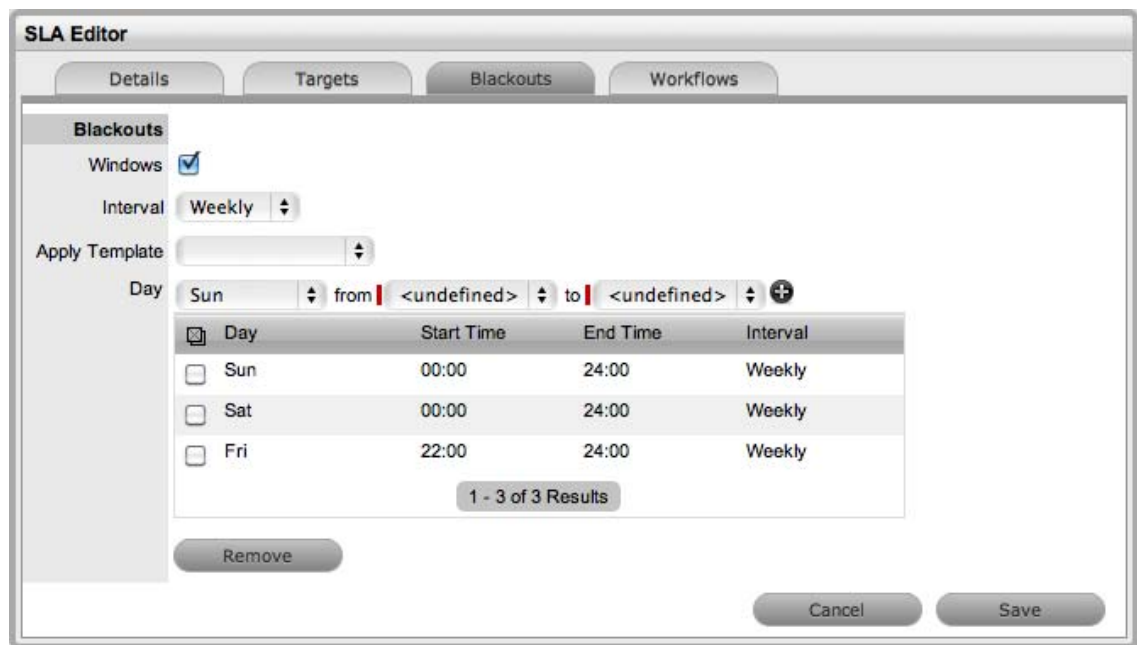 SLA Editor
Details Targets Blackouts Workflows
Blackouts
Windows
Interval Weekly
Apply Template
Day Sun from <undefined> to <undefined>
Day Start Time End Time Interval
Sun 00:00 24:00 Weekly
Sat 00:00 24:00 Weekly
Fri 22:00 24:00 Weekly
1 - 3 of 3 Results
Remove
Cancel Save